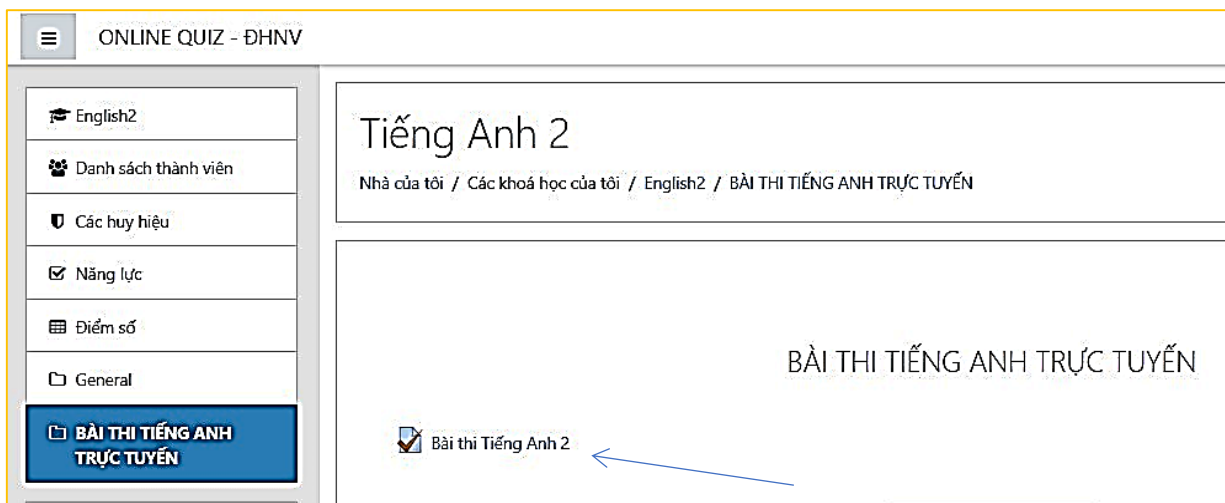 ONLINE QUIZ - ĐHNV
English2
Danh sách thành viên
Các huy hiệu
Năng lực
Điểm số
General
BÀI THI TIẾNG ANH
TRỰC TUYẾN
Tiếng Anh 2
Nhà của tôi / Các khoá học của tôi / English2 / BÀI THI TIẾNG ANH TRỰC TUYẾN
BÀI THI TIẾNG ANH TRỰC TUYẾN
Bài thi Tiếng Anh 2